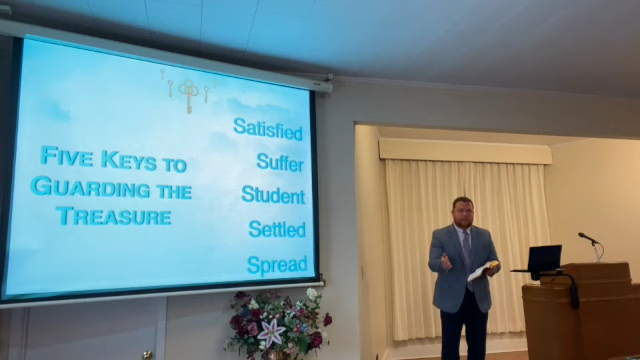 Five Keys to
Guarding the
Treasure
Satisfied
Suffer
Student
Settled
Spread